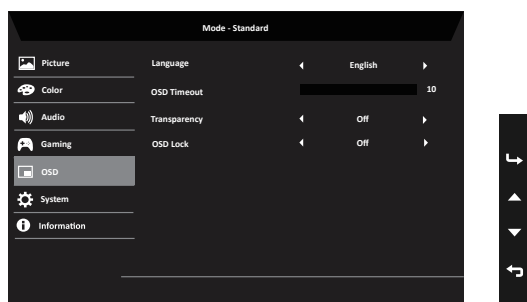 Mode - Standard
Picture
Color
Audio
Gaming
OSD
System
Information
Language English
OSD Timeout 10
Transparency Off
OSD Lock Off